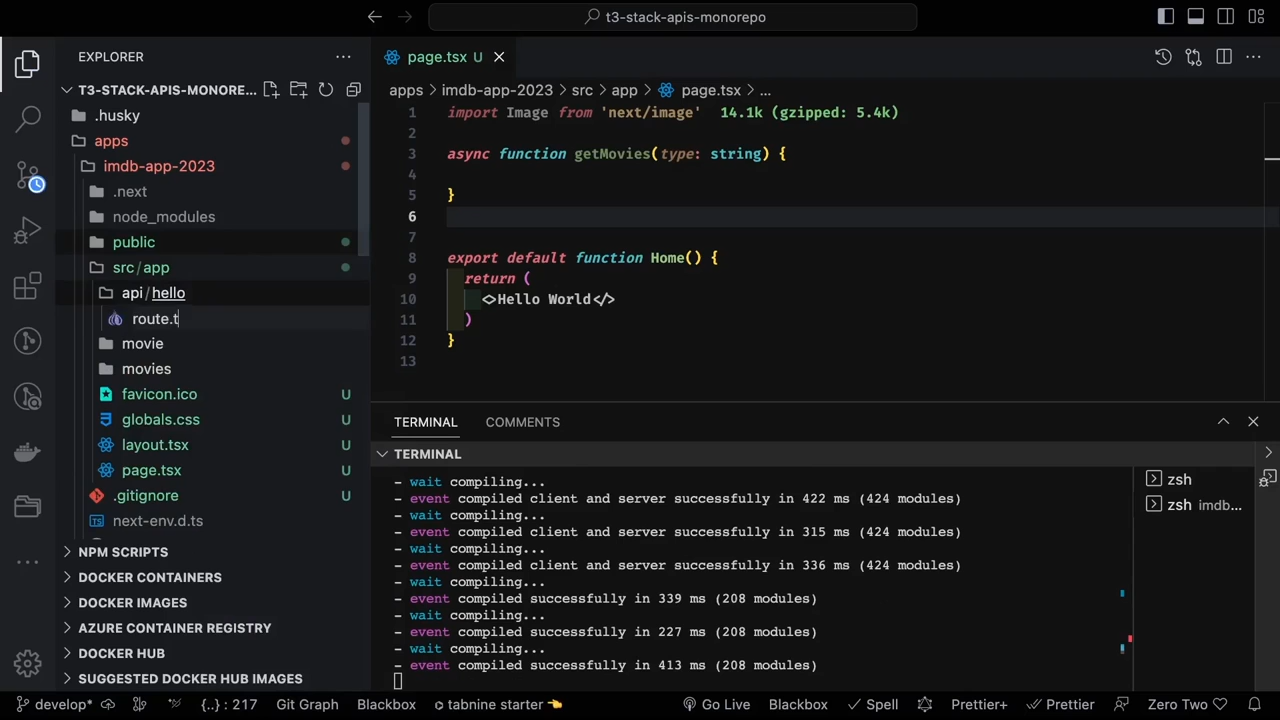 t3-stack-apis-monorepo
EXPLORER
T3-STACK-APIS-MONORE...
.husky
apps
imdb-app-2023
.next
node_modules
public
src/app
api/hello
route.t
movie
movies
favicon.ico U
globals.css U
layout.tsx U
page.tsx U
.gitignore U
next-env.d.ts
NPM SCRIPTS
DOCKER CONTAINERS
DOCKER IMAGES
AZURE CONTAINER REGISTRY
DOCKER HUB
SUGGESTED DOCKER HUB IMAGES
page.tsx U
apps > imdb-app-2023 > src > app > page.tsx > ...
1 import Image from 'next/image' 14.1k (gzipped: 5.4k)
2
3 async function getMovies(type: string) {
4
5 }
6
7
8 export default function Home() {
9 return (
10 <>Hello World</>
11 )
12 }
13
TERMINAL COMMENTS
TERMINAL
- wait compiling...
- event compiled client and server successfully in 422 ms (424 modules)
- wait compiling...
- event compiled client and server successfully in 315 ms (424 modules)
- wait compiling...
- event compiled client and server successfully in 336 ms (424 modules)
- wait compiling...
- event compiled successfully in 339 ms (208 modules)
- wait compiling...
- event compiled successfully in 227 ms (208 modules)
- wait compiling...
- event compiled successfully in 413 ms (208 modules)
zsh
zsh imdb...
develop* {..} : 217 Git Graph Blackbox tabnine starter Go Live Blackbox Spell Prettier+ Prettier Zero Two